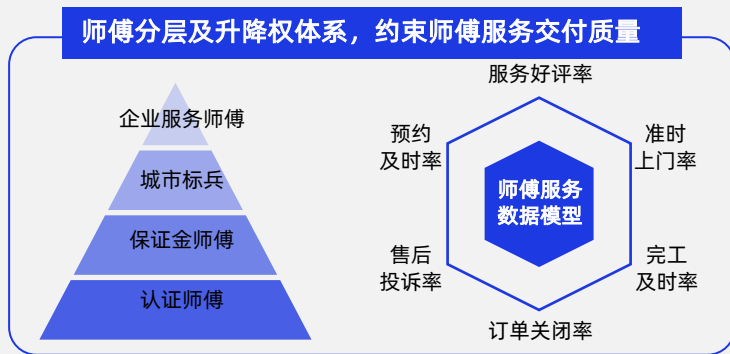 师傅分层及升降权体系，约束师傅服务交付质量
企业服务师傅
城市标兵
保证金师傅
认证师傅
服务好评率
预约
及时率
准时
上门率
师傅服务
数据模型
售后
投诉率
完工
及时率
订单关闭率